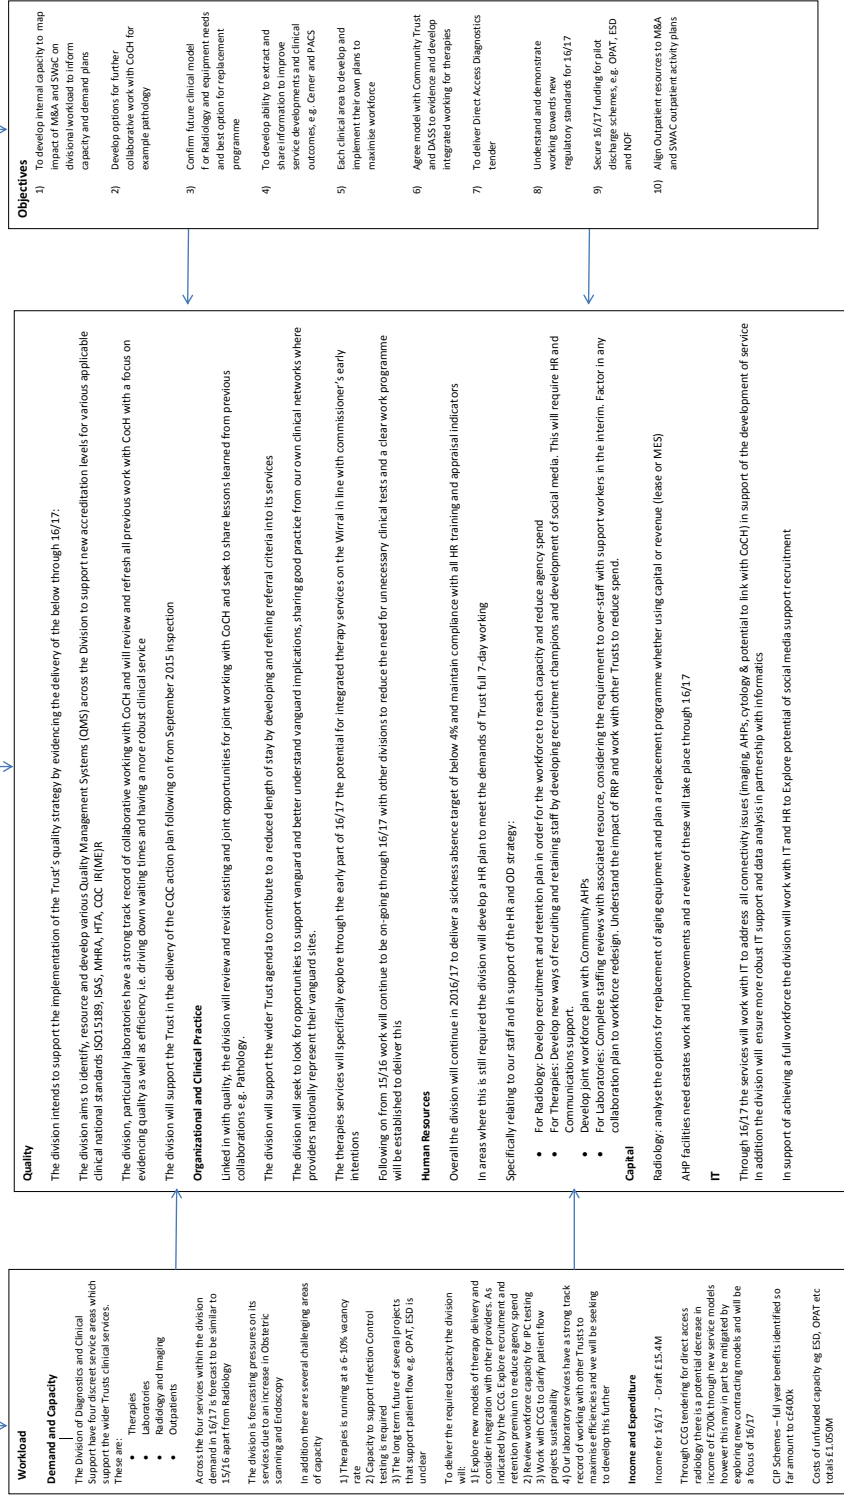 Workload
Demand and Capacity
The Division of Diagnostics and Clinical
Support have four discreet service areas which
support the wider Trusts clinical services.
These are:
• Therapies
• Laboratories
• Radiology and Imaging
• Outpatients
Across the four services within the division
demand in 16/17 is forecast to be similar to
15/16 apart from Radiology
The division is forecasting pressures on its
services due to an increase in Obstetric
scanning and Endoscopy
In addition there are several challenging areas
of capacity
1) Therapies is running at a 6-10% vacancy
rate
2) Capacity to support Infection Control
testing is required
3) The long term future of several projects
that support patient flow e.g. OPAT, ESD is
unclear
To deliver the required capacity the division
will:
1) Explore new models of therapy delivery and
consider integration with other providers. As
indicated by the CCG. Explore recruitment and
retention premium to reduce agency spend
2) Review workforce capacity for IPC testing
3) Work with CCG to clarify patient flow
projects sustainability
4) Our laboratory services have a strong track
record of working with other Trusts to
maximise efficiencies and we will be seeking
to develop this further
Income and Expenditure
Income for 16/17 - Draft £15.4M
Through CCG tendering for direct access
radiology there is a potential decrease in
income of £700k through new service models
however this may in part be mitigated by
exploring new contracting models and will be
a focus of 16/17
CIP Schemes – full year benefits identified so
far amount to c£400k
Costs of unfunded capacity eg ESD, OPAT etc
totals £1.050M
Quality
The division intends to support the implementation of the Trust's quality strategy by evidencing the delivery of the below through 16/17:
The division aims to identify, resource and develop various Quality Management Systems (QMS) across the Division to support new accreditation levels for various applicable
clinical national standards ISO15189, ISAS, MHRA, HTA, CQC IR(ME)R
The division, particularly laboratories have a strong track record of collaborative working with CoCH and will review and refresh all previous work with CoCH with a focus on
evidencing quality as well as efficiency i.e. driving down waiting times and having a more robust clinical service
The division will support the Trust in the delivery of the CQC action plan following on from September 2015 inspection
Organizational and Clinical Practice
Linked in with quality, the division will review and revisit existing and joint opportunities for joint working with CoCH and seek to share lessons learned from previous
collaborations e.g. Pathology.
The division will support the wider Trust agenda to contribute to a reduced length of stay by developing and refining referral criteria into its services
The division will seek to look for opportunities to support vanguard and better understand vanguard implications, sharing good practice from our own clinical networks where
providers nationally represent their vanguard sites.
The therapies services will specifically explore through the early part of 16/17 the potential for integrated therapy services on the Wirral in line with commissioner's early
intentions
Following on from 15/16 work will continue to be on-going through 16/17 with other divisions to reduce the need for unnecessary clinical tests and a clear work programme
will be established to deliver this
Human Resources
Overall the division will continue in 2016/17 to deliver a sickness absence target of below 4% and maintain compliance with all HR training and appraisal indicators
In areas where this is still required the division will develop a HR plan to meet the demands of Trust full 7-day working
Specifically relating to our staff and in support of the HR and OD strategy:
• For Radiology: Develop recruitment and retention plan in order for the workforce to reach capacity and reduce agency spend
• For Therapies: Develop new ways of recruiting and retaining staff by developing recruitment champions and development of social media. This will require HR and
Communications support.
• Develop joint workforce plan with Community AHPs
• For Laboratories: Complete staffing reviews with associated resource, considering the requirement to over-staff with support workers in the interim. Factor in any
collaboration plan to workforce redesign. Understand the impact of RRP and work with other Trusts to reduce spend.
Capital
Radiology: analyse the options for replacement of aging equipment and plan a replacement programme whether using capital or revenue (lease or MES)
AHP facilities need estates work and improvements and a review of these will take place through 16/17
IT
Through 16/17 the services will work with IT to address all connectivity issues (imaging, AHPs, cytology & potential to link with CoCH) in support of the development of service
In addition the division will ensure more robust IT support and data analysis in partnership with informatics
In support of achieving a full workforce the division will work with IT and HR to Explore potential of social media support recruitment
Objectives
1) To develop internal capacity to map
impact of M&A and SWaC on
divisional workload to inform
capacity and demand plans
2) Develop options for further
collaborative work with CoCH for
example pathology
3) Confirm future clinical model
f for Radiology and equipment needs
and best option for replacement
programme
4) To develop ability to extract and
share information to improve
service developments and clinical
outcomes, e.g. Cerner and PACS
5) Each clinical area to develop and
implement their own plans to
maximise workforce
6) Agree model with Community Trust
and DASS to evidence and develop
integrated working for therapies
7) To deliver Direct Access Diagnostics
tender
8) Understand and demonstrate
working towards new
regulatory standards for 16/17
9) Secure 16/17 funding for pilot
discharge schemes, e.g. OPAT, ESD
and NOF
10) Align Outpatient resources to M&A
and SWAC outpatient activity plans